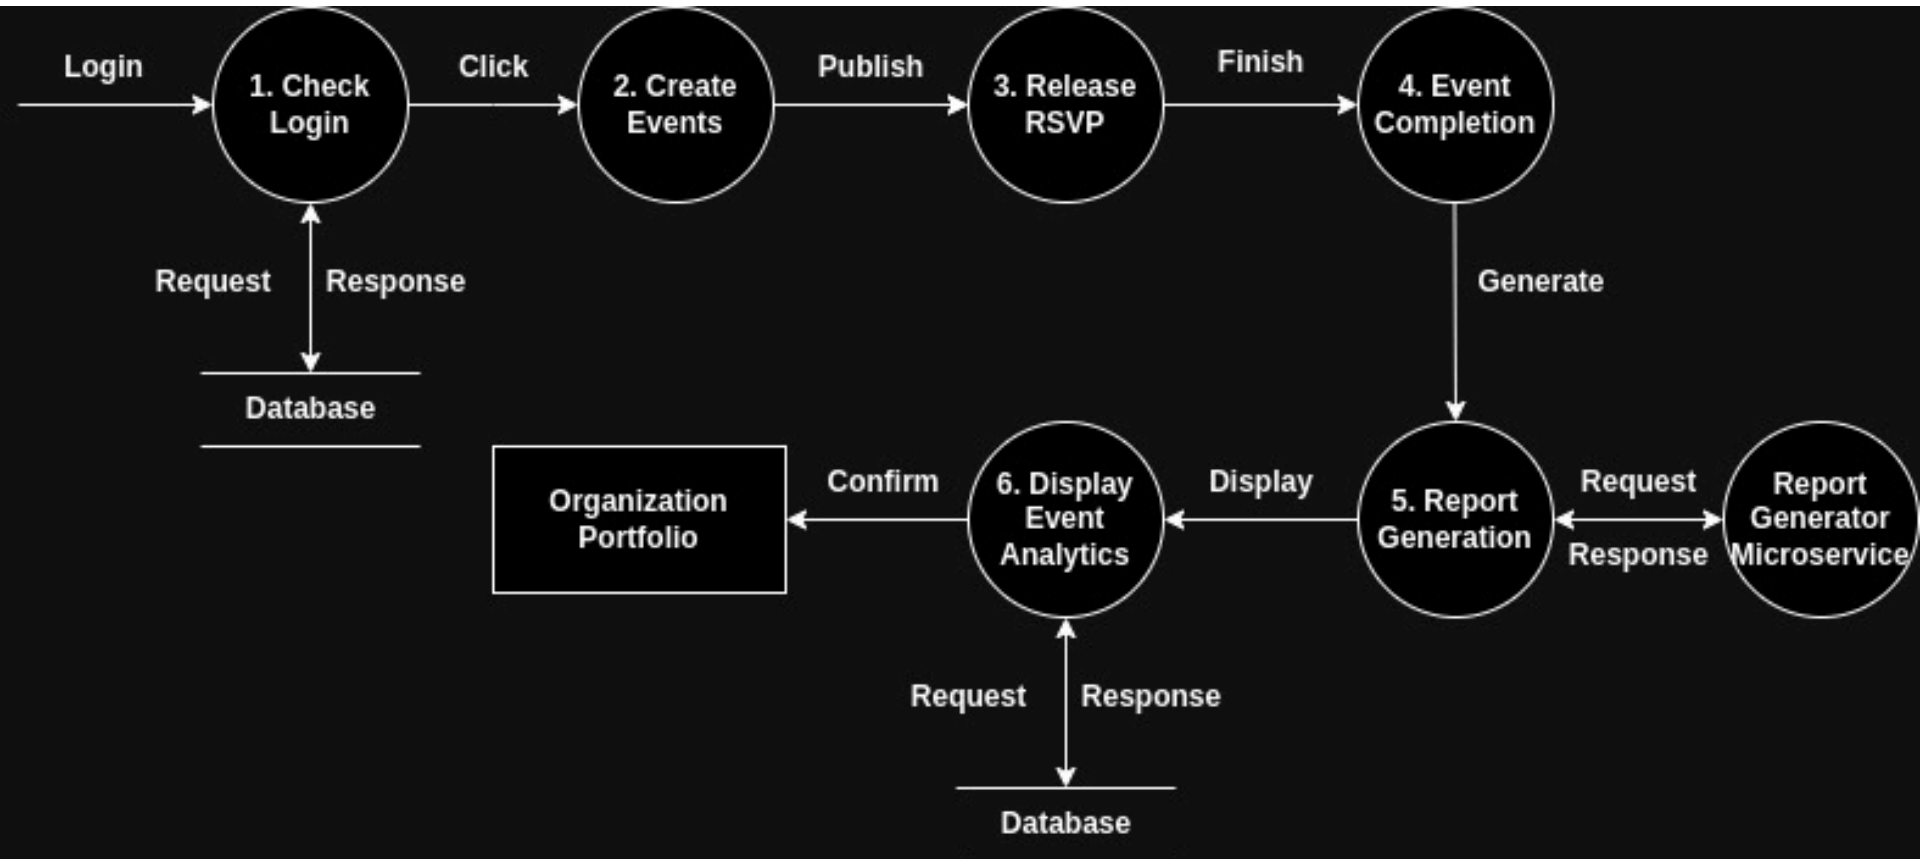 Login
1. Check
Login
Click
2. Create
Events
Publish
3. Release
RSVP
Finish
4. Event
Completion
Request
Response
Generate
Database
Organization
Portfolio
Confirm
6. Display
Event
Analytics
Display
5. Report
Generation
Request
Response
Report
Generator
Microservice
Request
Response
Database